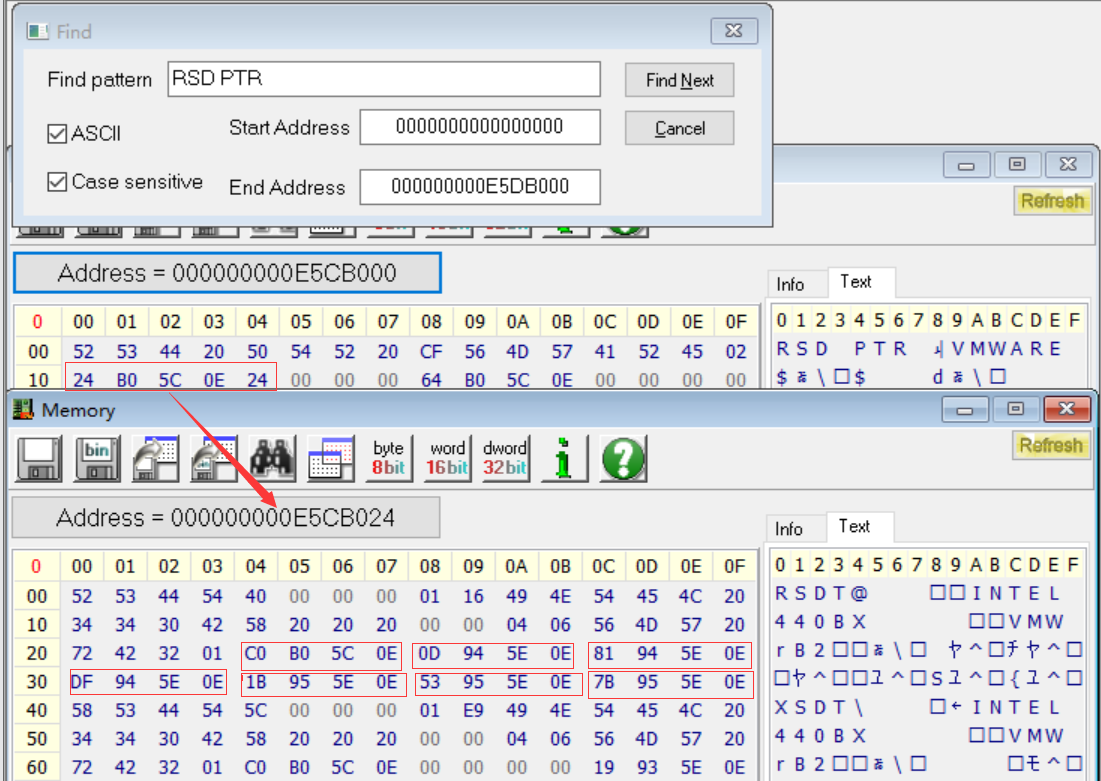 Find
Find pattern RSD PTR Find Next
ASCII Start Address 0000000000000000 Cancel
Case sensitive End Address 000000000E5DB000
Refresh
Address = 000000000E5CB000
Info Text
0 00 01 02 03 04 05 06 07 08 09 0A 0B 0C 0D 0E 0F 0 1 2 3 4 5 6 7 8 9 A B C D E F
00 52 53 44 20 50 54 52 20 CF 56 4D 57 41 52 45 02 R S D P T R V M W A R E
10 24 B0 5C 0E 24 00 00 00 64 B0 5C 0E 00 00 00 00 $ \ □ $ d \ □
Memory
bin byte 8bit word 16bit dword 32bit i ? Refresh
Address = 000000000E5CB024
Info Text
0 00 01 02 03 04 05 06 07 08 09 0A 0B 0C 0D 0E 0F 0 1 2 3 4 5 6 7 8 9 A B C D E F
00 52 53 44 54 40 00 00 00 01 16 49 4E 54 45 4C 20 R S D T @ □ □ I N T E L
10 34 34 30 42 58 20 20 20 00 00 04 06 56 4D 57 20 4 4 0 B X □ □ V M W
20 72 42 32 01 C0 B0 5C 0E 0D 94 5E 0E 81 94 5E 0E r B 2 □ □ \ □ ^ □ ^ □
30 DF 94 5E 0E 1B 95 5E 0E 53 95 5E 0E 7B 95 5E 0E □ ^ □ □ ^ □ S ^ □ { ^ □
40 58 53 44 54 5C 00 00 00 01 E9 49 4E 54 45 4C 20 X S D T \ □ ← I N T E L
50 34 34 30 42 58 20 20 20 00 00 04 06 56 4D 57 20 4 4 0 B X □ □ V M W
60 72 42 32 01 C0 B0 5C 0E 00 00 00 00 19 93 5E 0E r B 2 □ □ \ □ □ ^ □